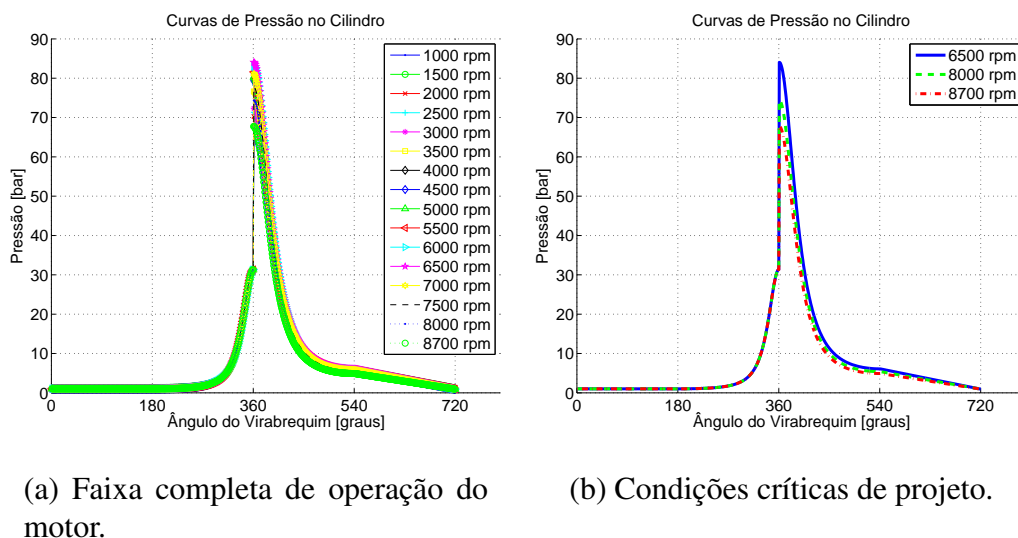 Curvas de Pressão no Cilindro
Pressão [bar]
90
80
70
60
50
40
30
20
10
0
0 180 360 540 720
Ângulo do Virabrequim [graus]
1000 rpm
1500 rpm
2000 rpm
2500 rpm
3000 rpm
3500 rpm
4000 rpm
4500 rpm
5000 rpm
5500 rpm
6000 rpm
6500 rpm
7000 rpm
7500 rpm
8000 rpm
8700 rpm
(a) Faixa completa de operação do
motor.
Curvas de Pressão no Cilindro
Pressão [bar]
90
80
70
60
50
40
30
20
10
0
0 180 360 540 720
Ângulo do Virabrequim [graus]
6500 rpm
8000 rpm
8700 rpm
(b) Condições críticas de projeto.